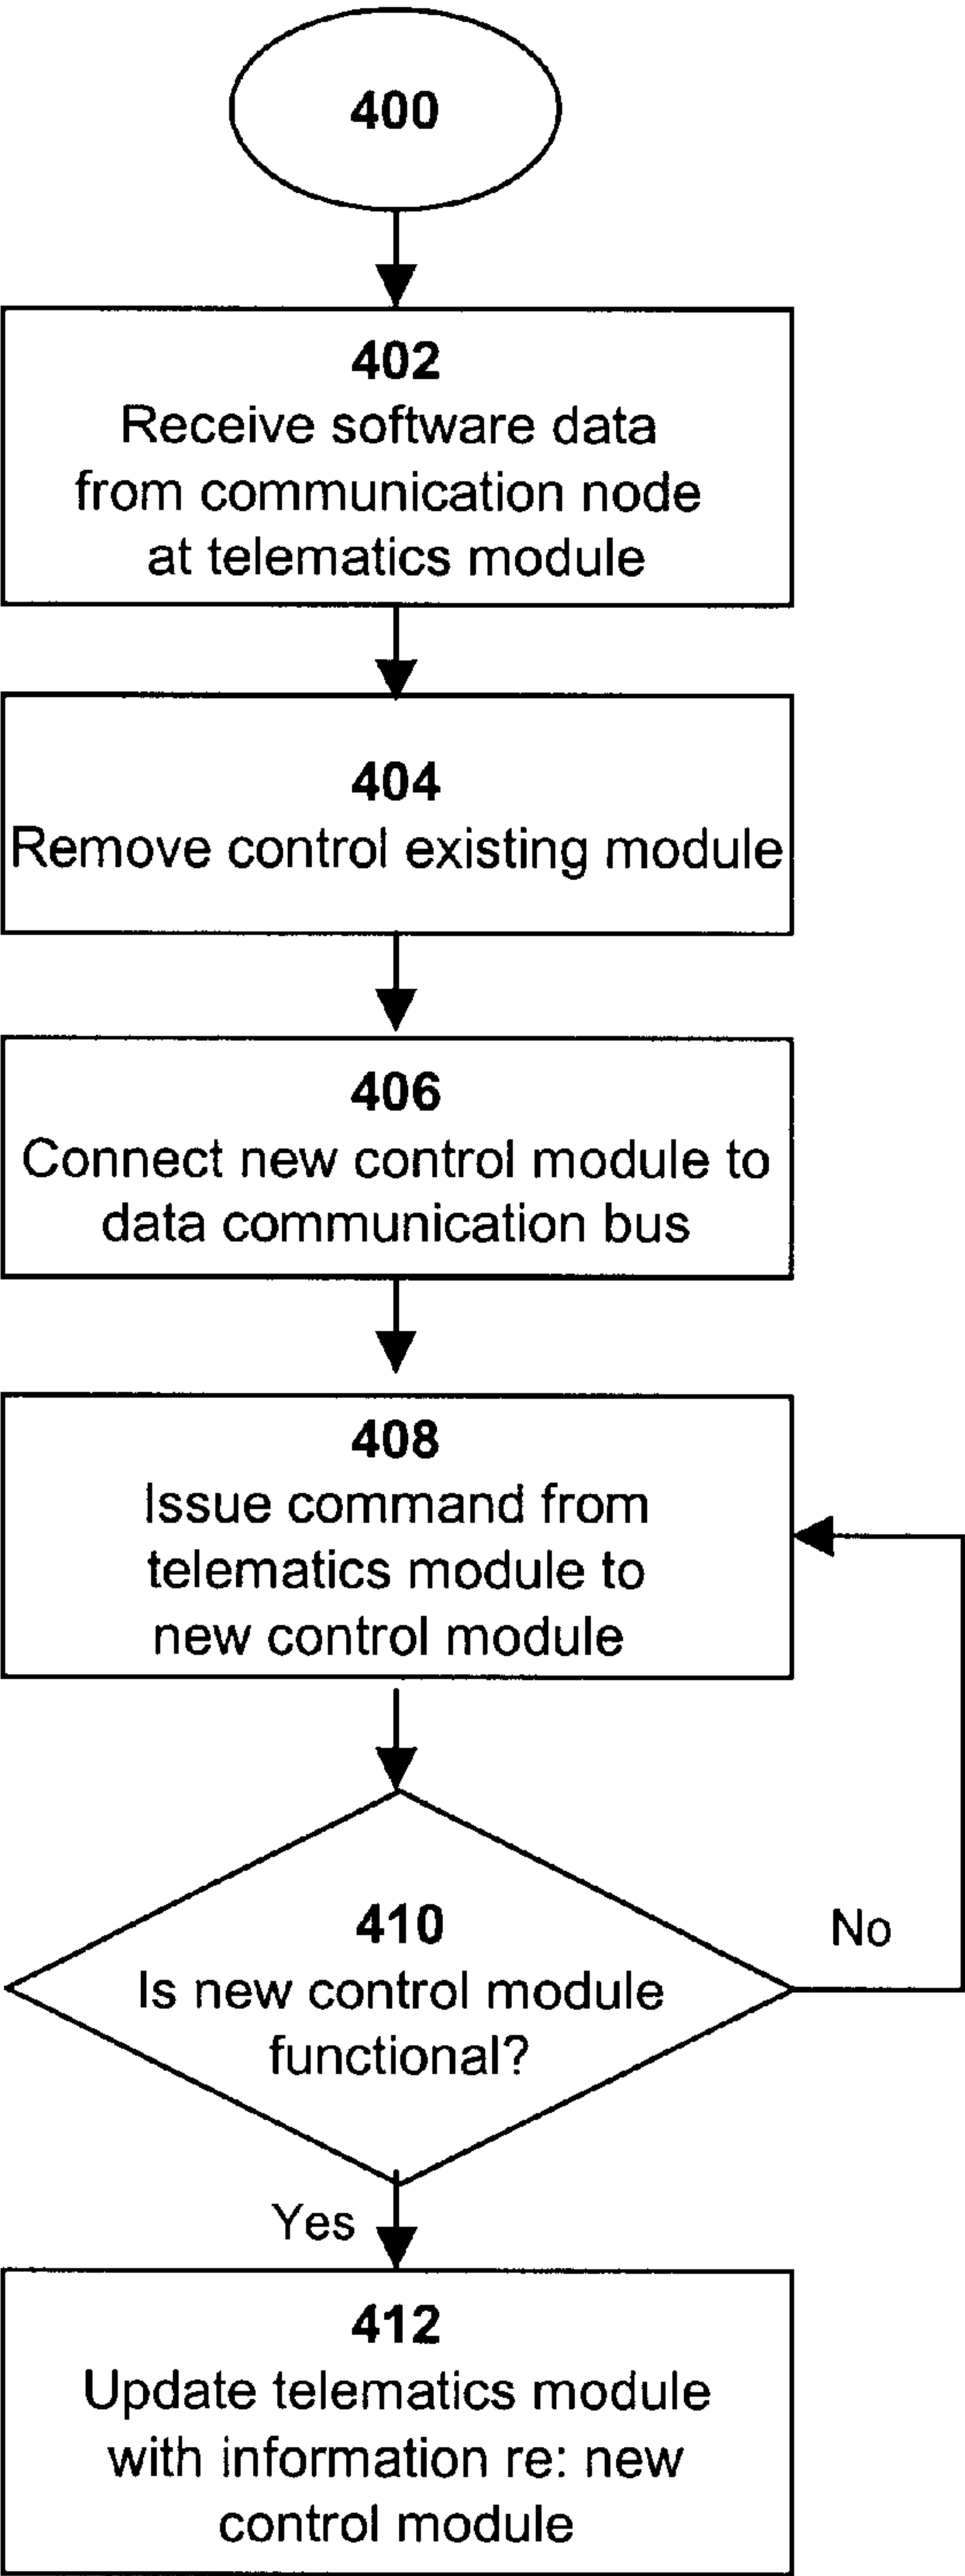 400
402
Receive software data
from communication node
at telematics module
404
Remove control existing module
406
Connect new control module to
data communication bus
408
Issue command from
telematics module to
new control module
410
Is new control module
functional?
No
Yes
412
Update telematics module
with information re: new
control module